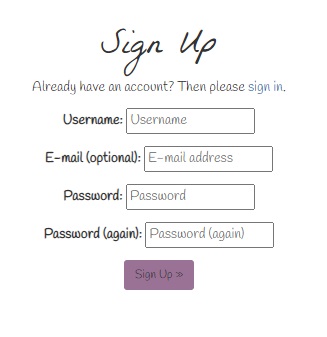 Sign Up
Already have an account? Then please sign in.
Username: Username
E-mail (optional): E-mail address
Password: Password
Password (again): Password (again)
Sign Up »